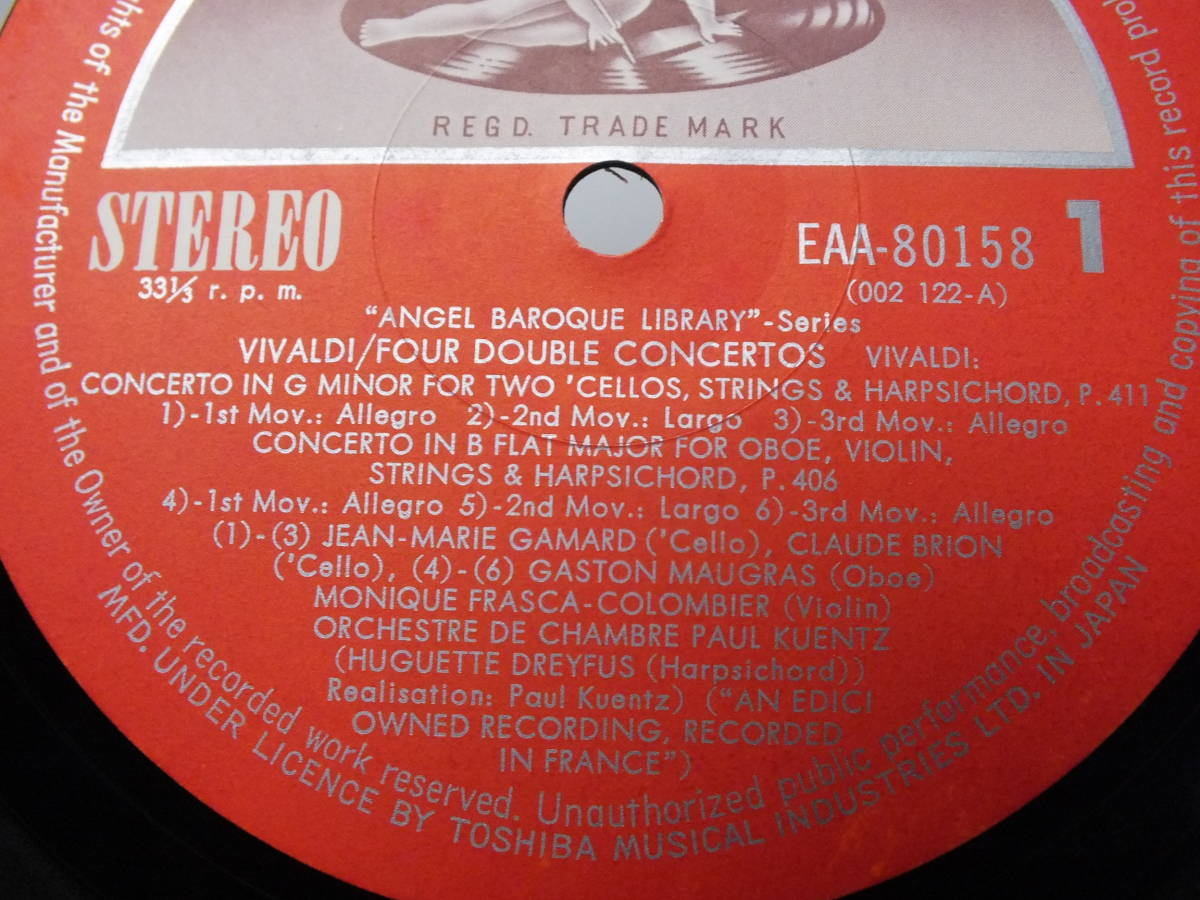 REGD. TRADE MARK
STEREO
33⅓ r. p. m.
EAA-80158
1
(002 122-A)
"ANGEL BAROQUE LIBRARY"-Series
VIVALDI/FOUR DOUBLE CONCERTOS VIVALDI:
CONCERTO IN G MINOR FOR TWO 'CELLOS, STRINGS & HARPSICHORD, P. 411
1)-1st Mov.: Allegro 2)-2nd Mov.: Largo 3)-3rd Mov.: Allegro
CONCERTO IN B FLAT MAJOR FOR OBOE, VIOLIN,
STRINGS & HARPSICHORD, P. 406
4)-1st Mov.: Allegro 5)-2nd Mov.: Largo 6)-3rd Mov.: Allegro
(1)-(3) JEAN-MARIE GAMARD ('Cello), CLAUDE BRION
('Cello), (4)-(6) GASTON MAUGRAS (Oboe)
MONIQUE FRASCA-COLOMBIER (Violin)
ORCHESTRE DE CHAMBRE PAUL KUENTZ
(HUGUETTE DREYFUS (Harpsichord))
Realisation: Paul Kuentz) ("AN EDICI
OWNED RECORDING, RECORDED
IN FRANCE")
of the Manufacturer and of the Owner of the recorded work reserved. Unauthorized public performance, broadcasting and copying of this record
MFD. UNDER LICENCE BY TOSHIBA MUSICAL INDUSTRIES LTD. IN JAPAN